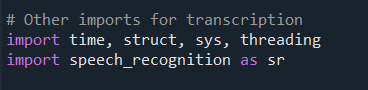 # Other imports for transcription
import time, struct, sys, threading
import speech_recognition as sr